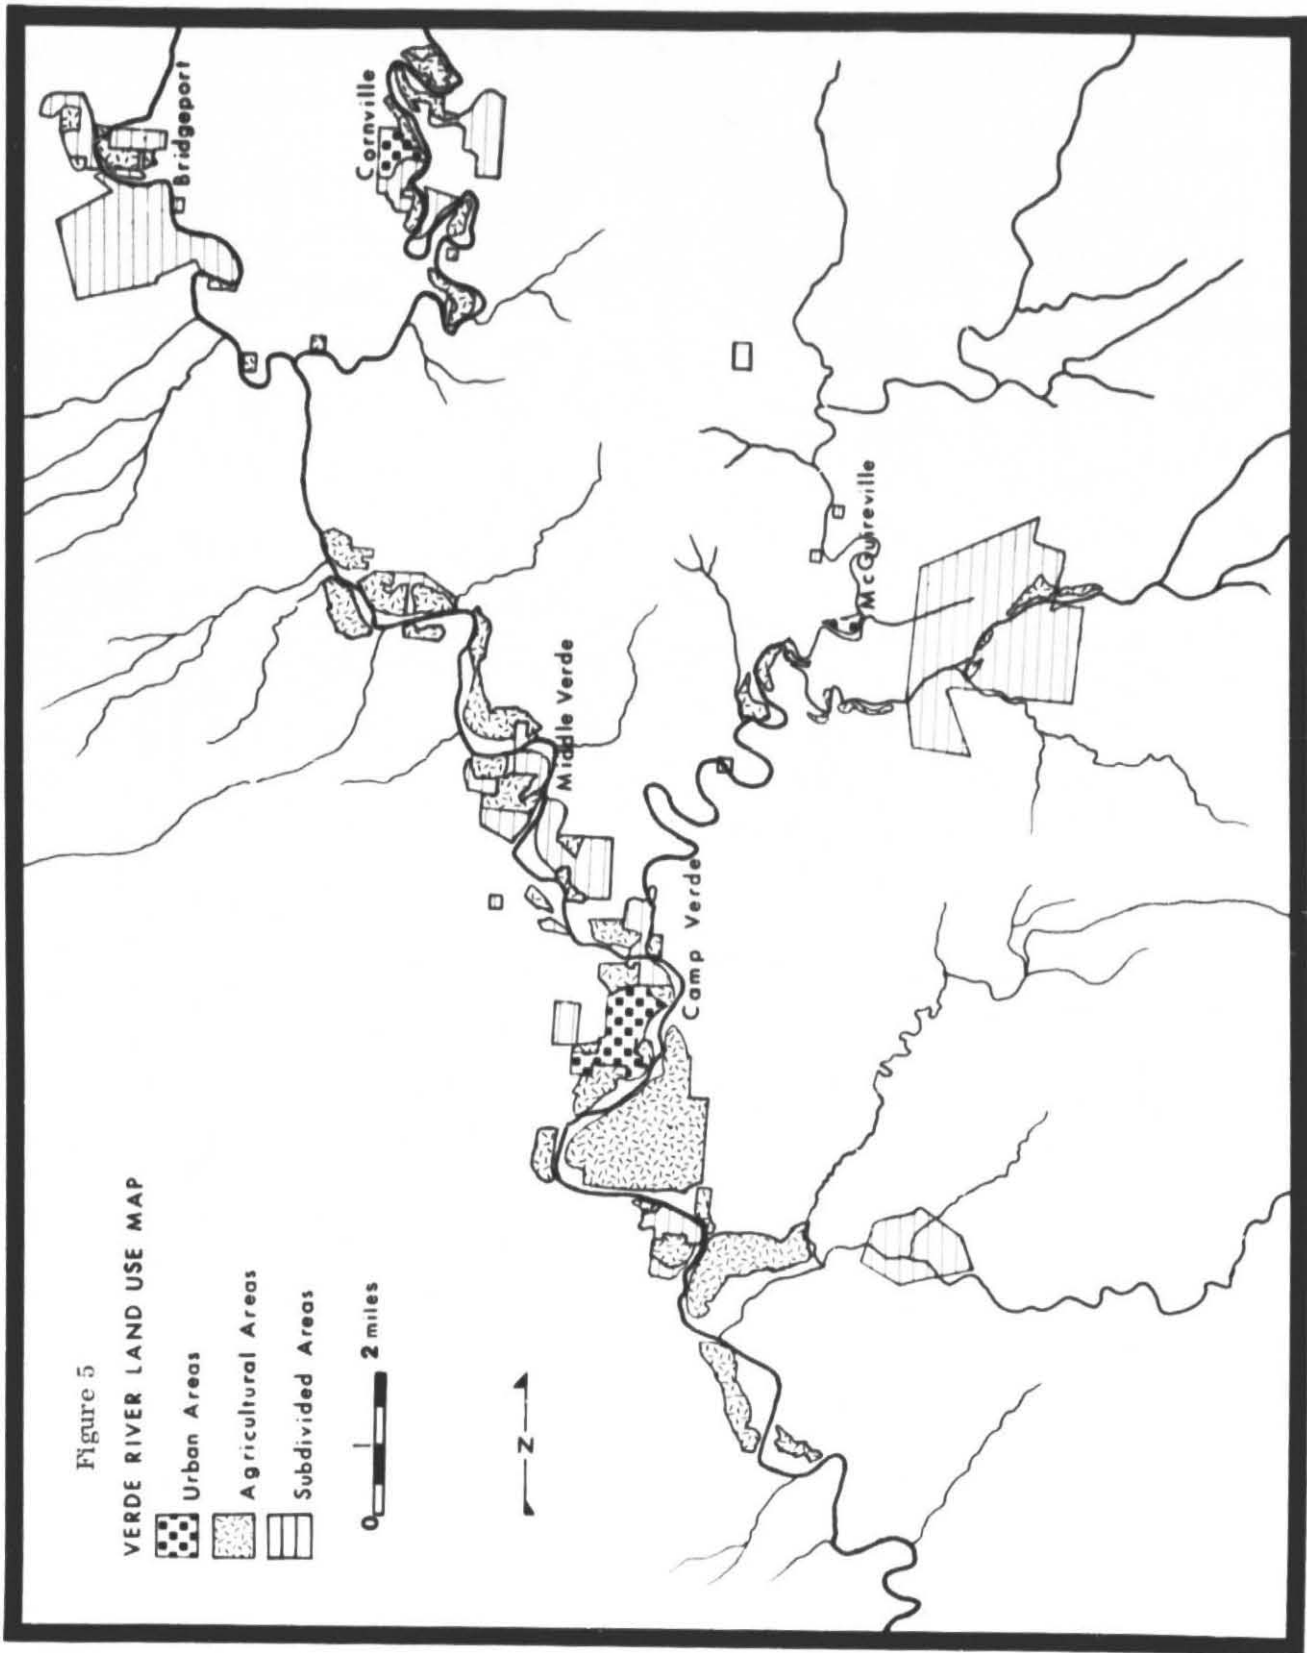 Figure 5
VERDE RIVER LAND USE MAP
Urban Areas
Agricultural Areas
Subdivided Areas
0 1 2 miles
N
Bridgeport
Cornville
McGuireville
Middle Verde
Camp Verde